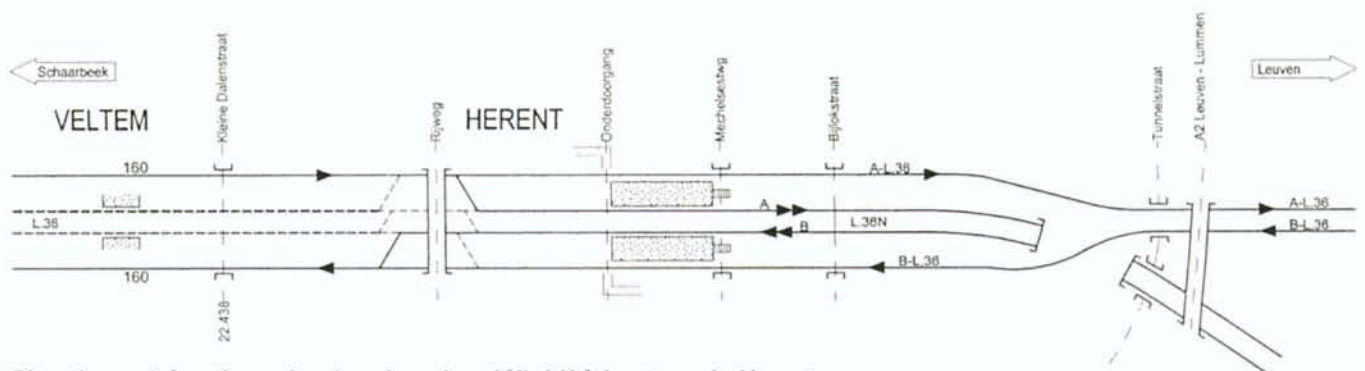 Schaarbeek
Leuven
VELTEM
HERENT
Kleine Dalenstraat
Rijweg
Onderdoorgang
Mechelsestwg
Bijlokstraat
Tunnelstraat
A2 Leuven - Lummen
160
A-L.36
A
A-L.36
L.36
B
L.36N
B-L.36
160
B-L.36
22.438